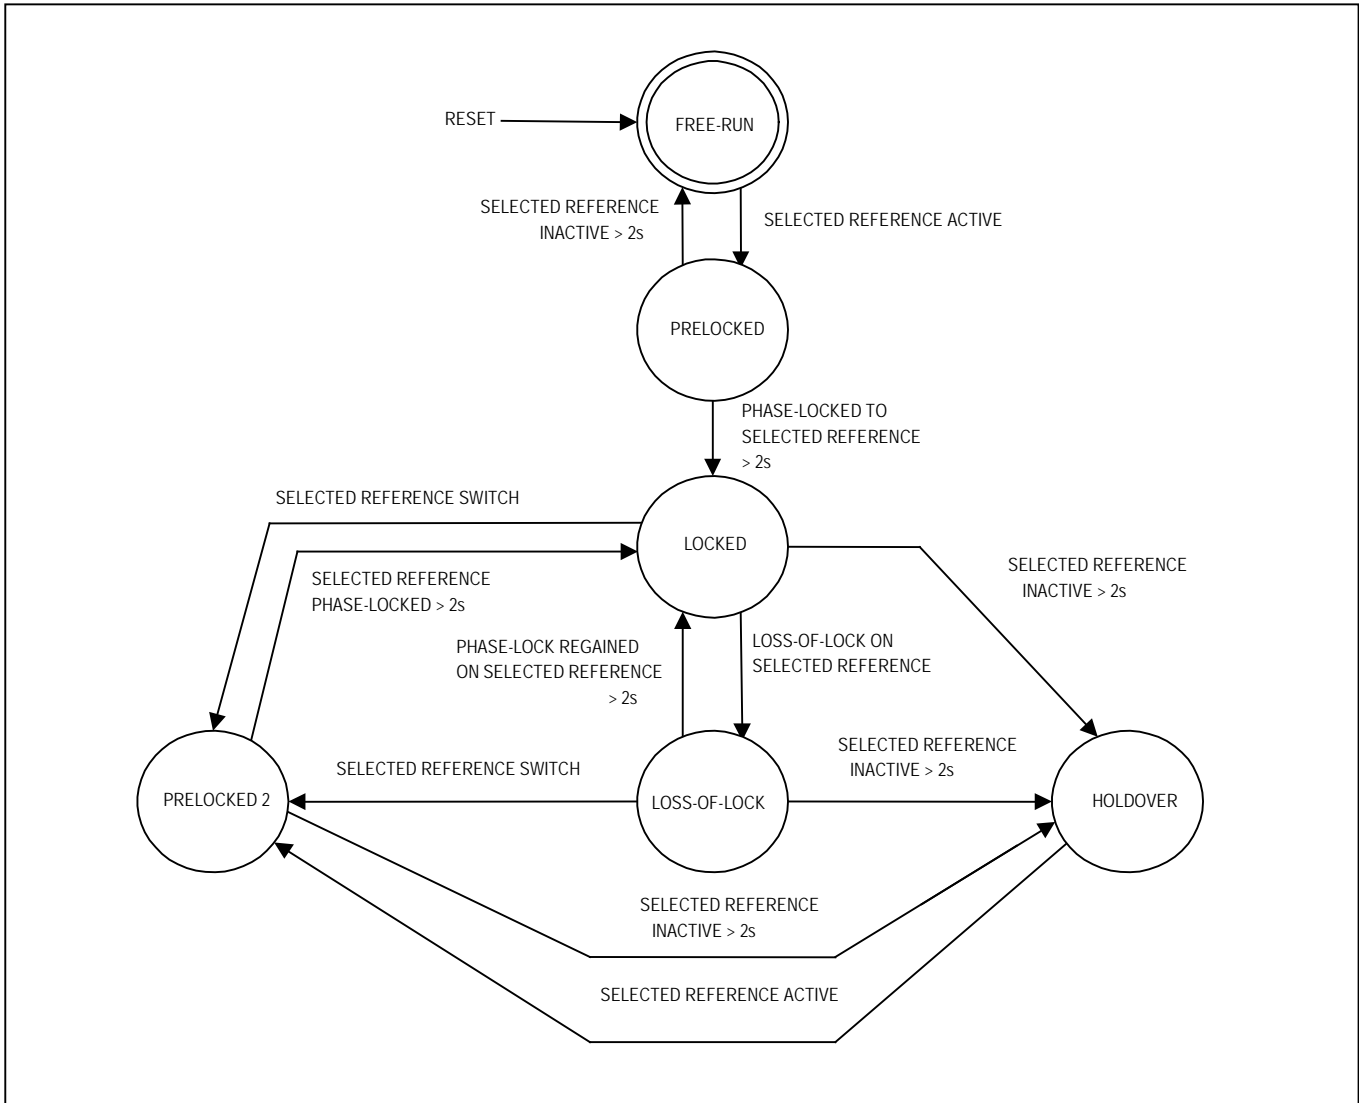 RESET
FREE-RUN
SELECTED REFERENCE
INACTIVE > 2s
SELECTED REFERENCE ACTIVE
PRELOCKED
PHASE-LOCKED TO
SELECTED REFERENCE
> 2s
SELECTED REFERENCE SWITCH
LOCKED
SELECTED REFERENCE
INACTIVE > 2s
SELECTED REFERENCE
PHASE-LOCKED > 2s
PHASE-LOCK REGAINED
ON SELECTED REFERENCE
> 2s
LOSS-OF-LOCK ON
SELECTED REFERENCE
SELECTED REFERENCE
INACTIVE > 2s
SELECTED REFERENCE SWITCH
PRELOCKED 2
LOSS-OF-LOCK
HOLDOVER
SELECTED REFERENCE
INACTIVE > 2s
SELECTED REFERENCE ACTIVE